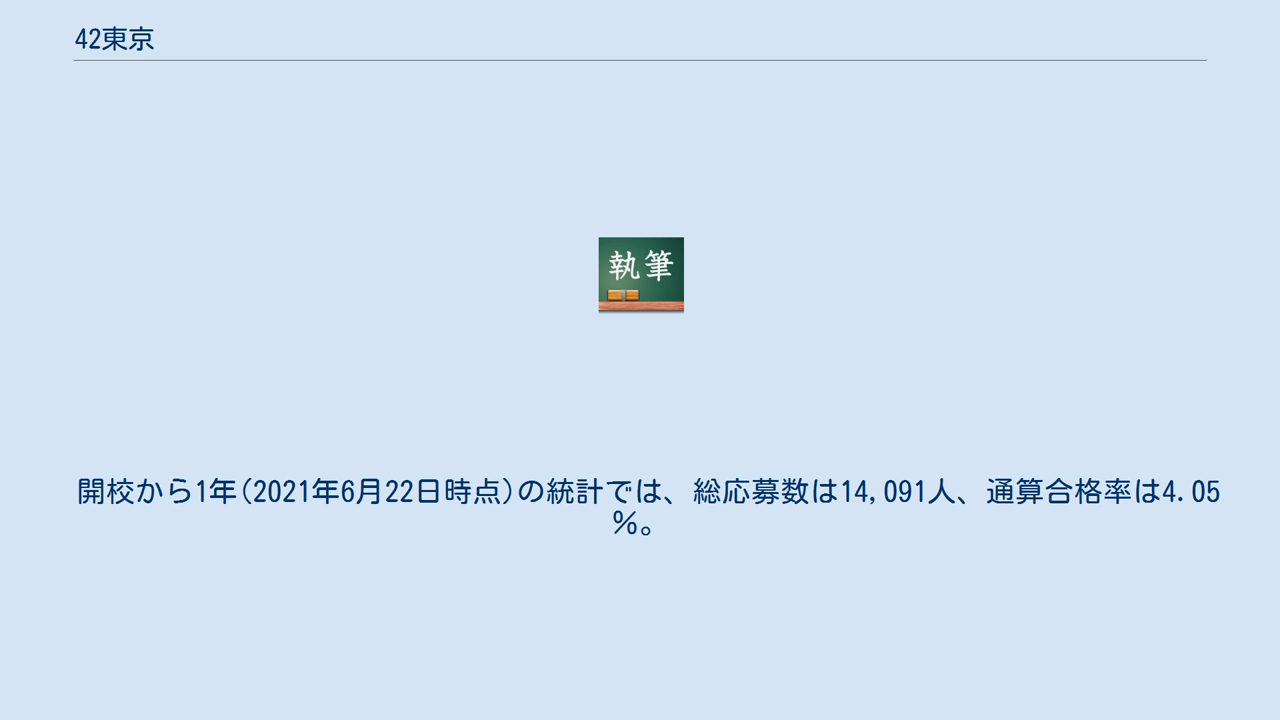 42東京
執筆
開校から1年(2021年6月22日時点)の統計では、総応募数は14,091人、通算合格率は4.05
％。